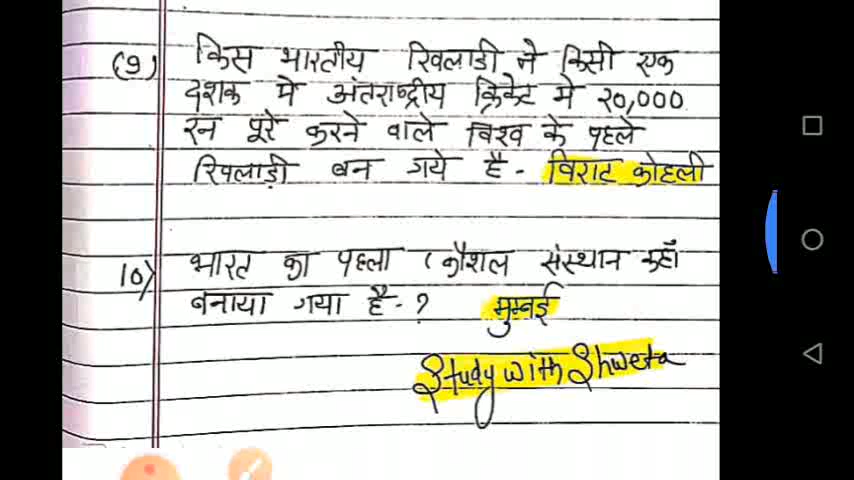 (9) किस भारतीय खिलाडी ने किसी एक
दशक मे अंतराष्ट्रीय क्रिकेट मे २०,०००
रन पूरे करने वाले विश्व के पहले
खिलाड़ी बन गये है - विराट कोहली
10) भारत का पहला ( कौशल संस्थान कहाँ
बनाया गया है - ? मुम्बई
Study with Shweta